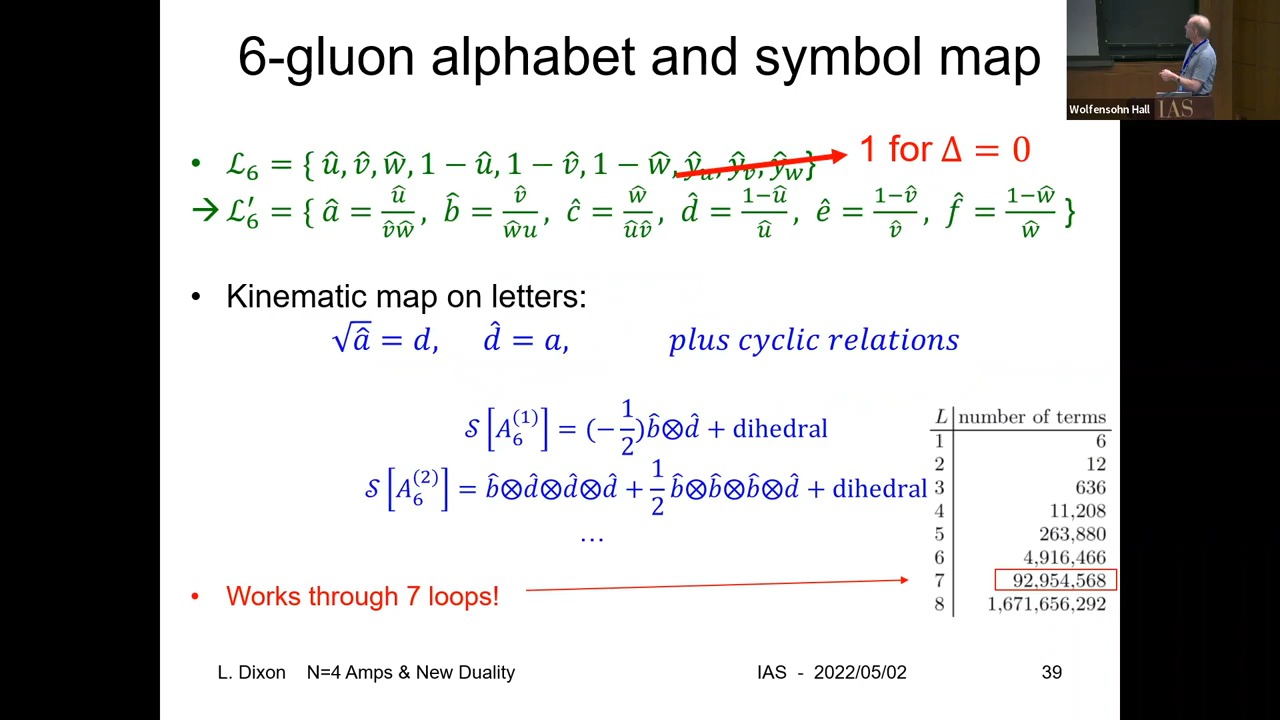 6-gluon alphabet and symbol map
Wolfensohn Hall
IAS
• ℒ₆ = { û, v̂, ŵ, 1 − û, 1 − v̂, 1 − ŵ, ŷᵤ, ŷᵥ, ŷ_w } 1 for Δ = 0
→ ℒ₆′ = { â = û/(v̂ŵ), b̂ = v̂/(ŵu), ĉ = ŵ/(ûv̂), d̂ = (1−û)/û, ê = (1−v̂)/v̂, f̂ = (1−ŵ)/ŵ }
• Kinematic map on letters:
√â = d, d̂ = a, plus cyclic relations
𝒮[A₆⁽¹⁾] = (−1/2)b̂⊗d̂ + dihedral
𝒮[A₆⁽²⁾] = b̂⊗d̂⊗d̂⊗d̂ + 1/2 b̂⊗b̂⊗b̂⊗d̂ + dihedral
…
• Works through 7 loops!
L number of terms
1 6
2 12
3 636
4 11,208
5 263,880
6 4,916,466
7 92,954,568
8 1,671,656,292
L. Dixon N=4 Amps & New Duality IAS - 2022/05/02 39